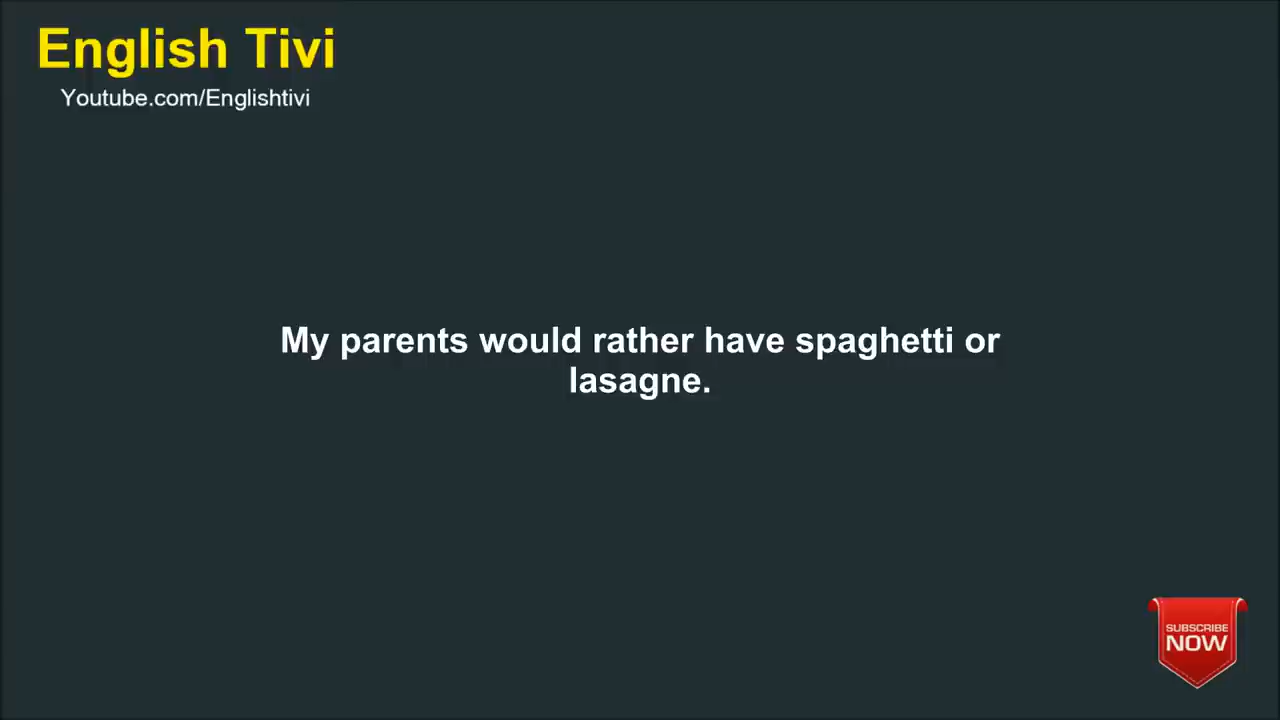 English Tivi
Youtube.com/Englishtivi
My parents would rather have spaghetti or
lasagne.
SUBSCRIBE
NOW